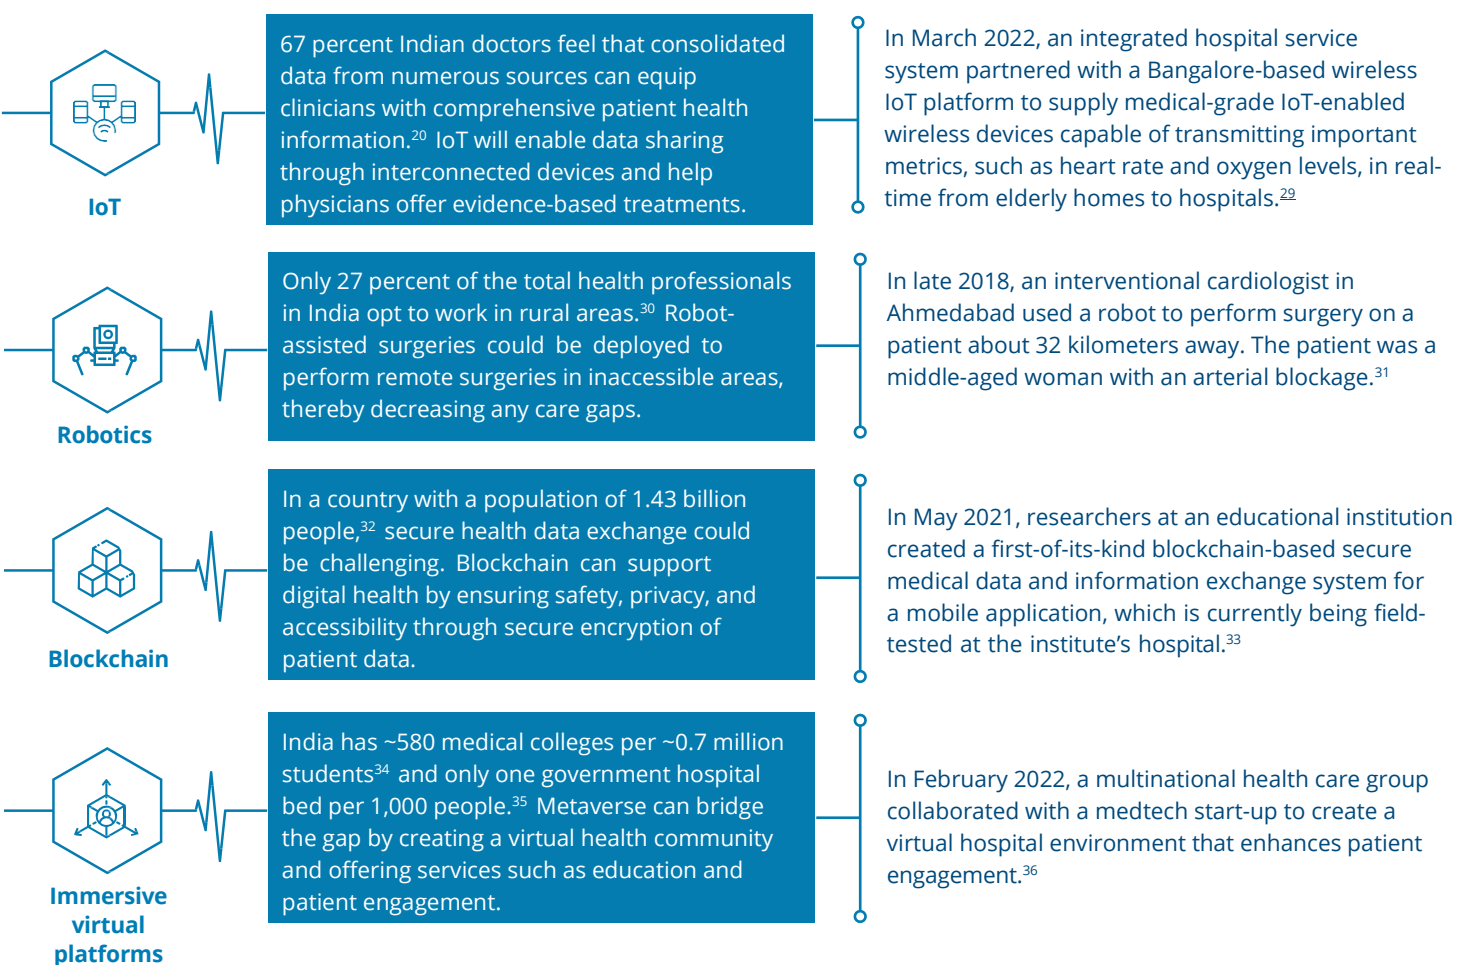 IoT
67 percent Indian doctors feel that consolidated
data from numerous sources can equip
clinicians with comprehensive patient health
information.20 IoT will enable data sharing
through interconnected devices and help
physicians offer evidence-based treatments.
In March 2022, an integrated hospital service
system partnered with a Bangalore-based wireless
IoT platform to supply medical-grade IoT-enabled
wireless devices capable of transmitting important
metrics, such as heart rate and oxygen levels, in real-
time from elderly homes to hospitals.29
Robotics
Only 27 percent of the total health professionals
in India opt to work in rural areas.30 Robot-
assisted surgeries could be deployed to
perform remote surgeries in inaccessible areas,
thereby decreasing any care gaps.
In late 2018, an interventional cardiologist in
Ahmedabad used a robot to perform surgery on a
patient about 32 kilometers away. The patient was a
middle-aged woman with an arterial blockage.31
Blockchain
In a country with a population of 1.43 billion
people,32 secure health data exchange could
be challenging. Blockchain can support
digital health by ensuring safety, privacy, and
accessibility through secure encryption of
patient data.
In May 2021, researchers at an educational institution
created a first-of-its-kind blockchain-based secure
medical data and information exchange system for
a mobile application, which is currently being field-
tested at the institute's hospital.33
Immersive
virtual
platforms
India has ~580 medical colleges per ~0.7 million
students34 and only one government hospital
bed per 1,000 people.35 Metaverse can bridge
the gap by creating a virtual health community
and offering services such as education and
patient engagement.
In February 2022, a multinational health care group
collaborated with a medtech start-up to create a
virtual hospital environment that enhances patient
engagement.36